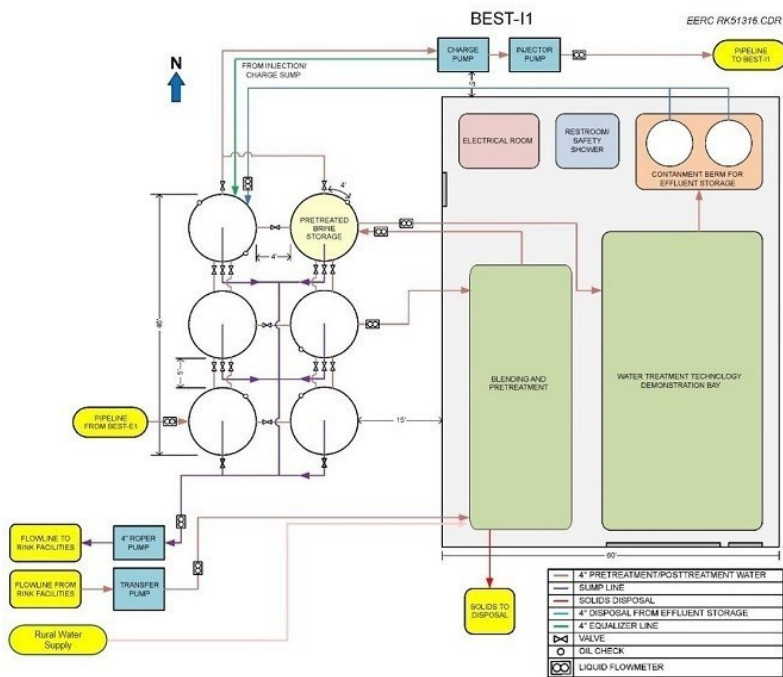 BEST-I1
EERC RK51316.CDR
N
FROM INJECTION/
CHARGE SUMP
CHARGE
PUMP
INJECTOR
PUMP
PIPELINE
TO BEST-I1
5'
ELECTRICAL ROOM
RESTROOM/
SAFETY
SHOWER
CONTANMENT BERM FOR
EFFLUENT STORAGE
4'
PRETREATED
BRINE
STORAGE
4'
46'
5'
BLENDING AND
PRETREATMENT
WATER TREATMENT TECHNOLOGY
DEMONSTRATION BAY
PIPELINE
FROM BEST-E1
15'
FLOWLINE TO
RINK FACILITIES
4" ROPER
PUMP
FLOWLINE FROM
RINK FACILITIES
TRANSFER
PUMP
60'
SOLIDS TO
DISPOSAL
Rural Water
Supply
4" PRETREATMENT/POSTTREATMENT WATER
SUMP LINE
SOLIDS DISPOSAL
4" DISPOSAL FROM EFFLUENT STORAGE
4" EQUALIZER LINE
VALVE
OIL CHECK
LIQUID FLOWMETER